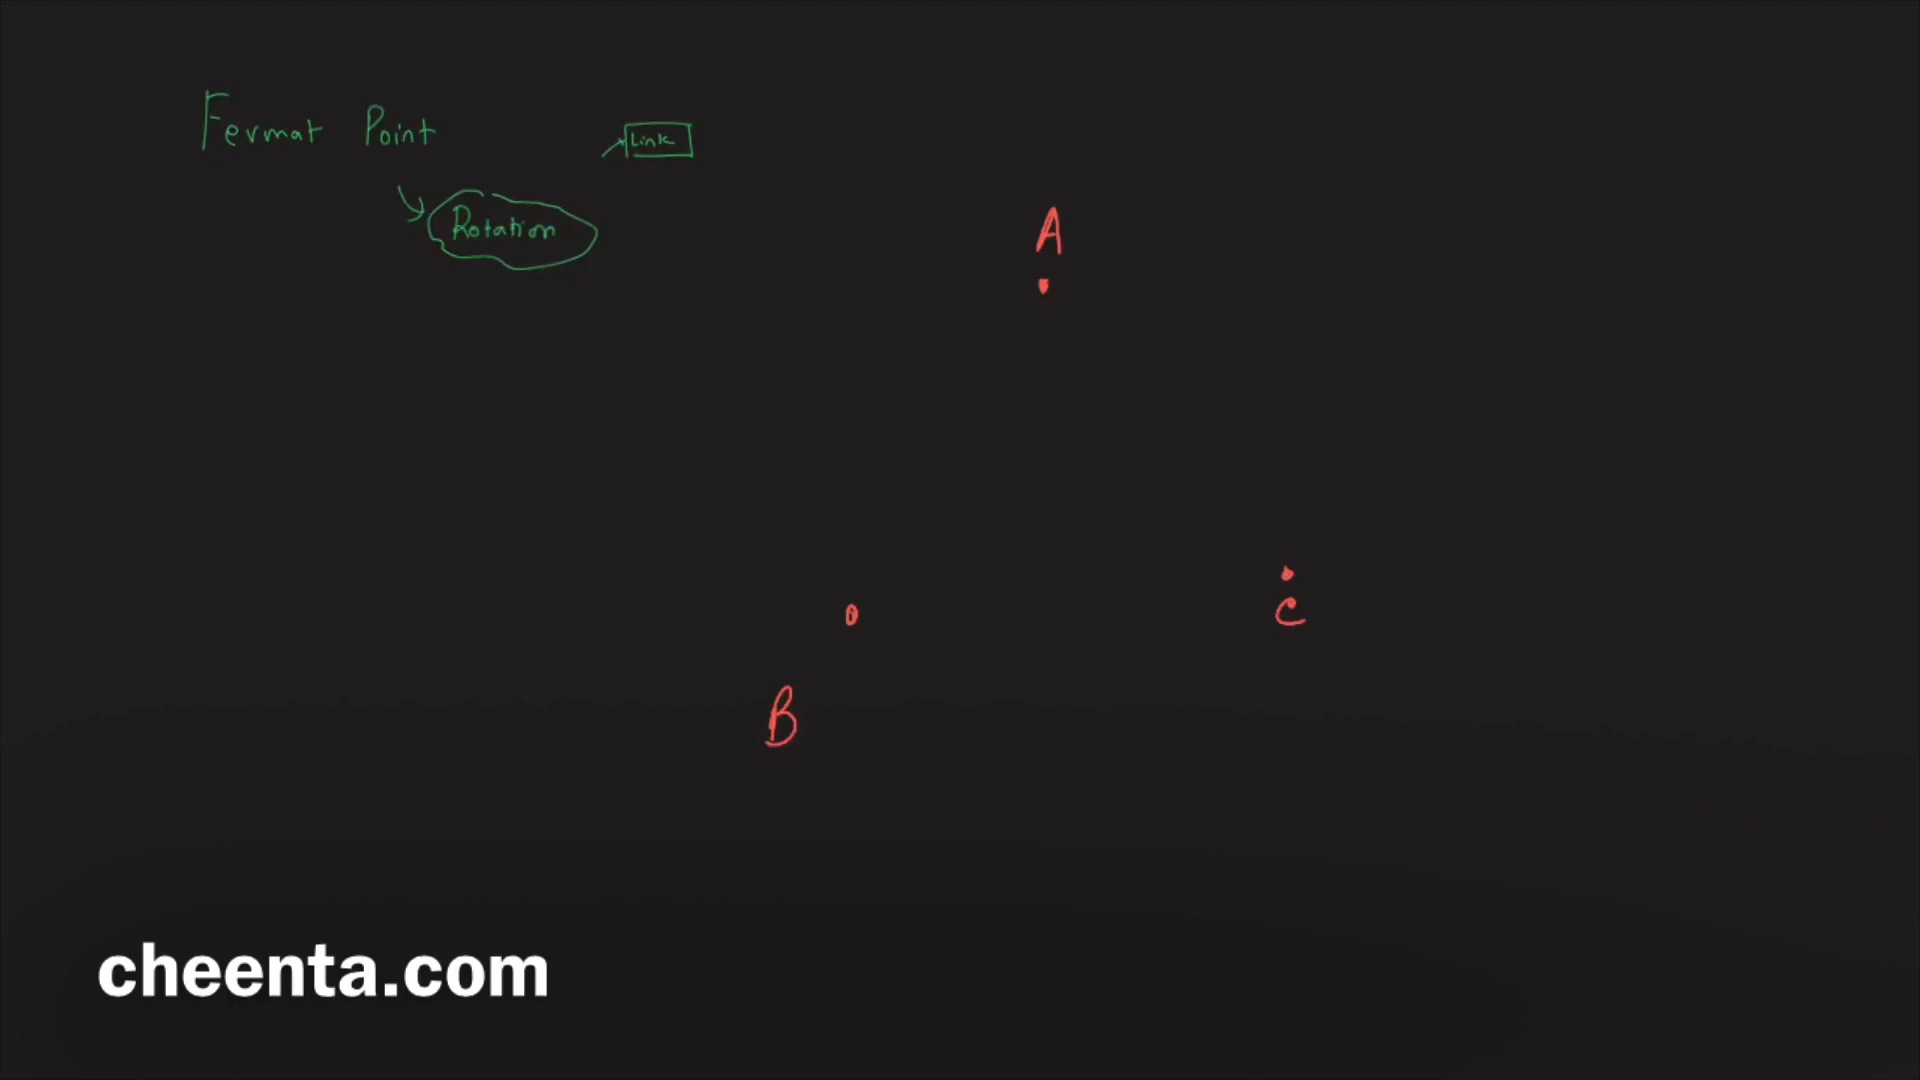 Fermat Point
Link
Rotation
A
C
B
cheenta.com